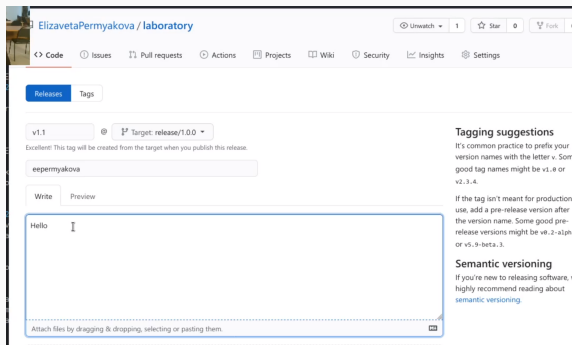 ElizavetaPermyakova / laboratory
Unwatch 1 Star 0 Fork
Code Issues Pull requests Actions Projects Wiki Security Insights Settings
Releases Tags
v1.1 @ Target: release/1.0.0
Excellent! This tag will be created from the target when you publish this release.
eepermyakova
Write Preview
Hello
Attach files by dragging & dropping, selecting or pasting them.
Tagging suggestions
It's common practice to prefix your
version names with the letter v. Som
good tag names might be v1.0 or
v2.3.4.
If the tag isn't meant for production
use, add a pre-release version after
the version name. Some good pre-
release versions might be v0.2-alph
or v5.9-beta.3.
Semantic versioning
If you're new to releasing software,
highly recommend reading about
semantic versioning.